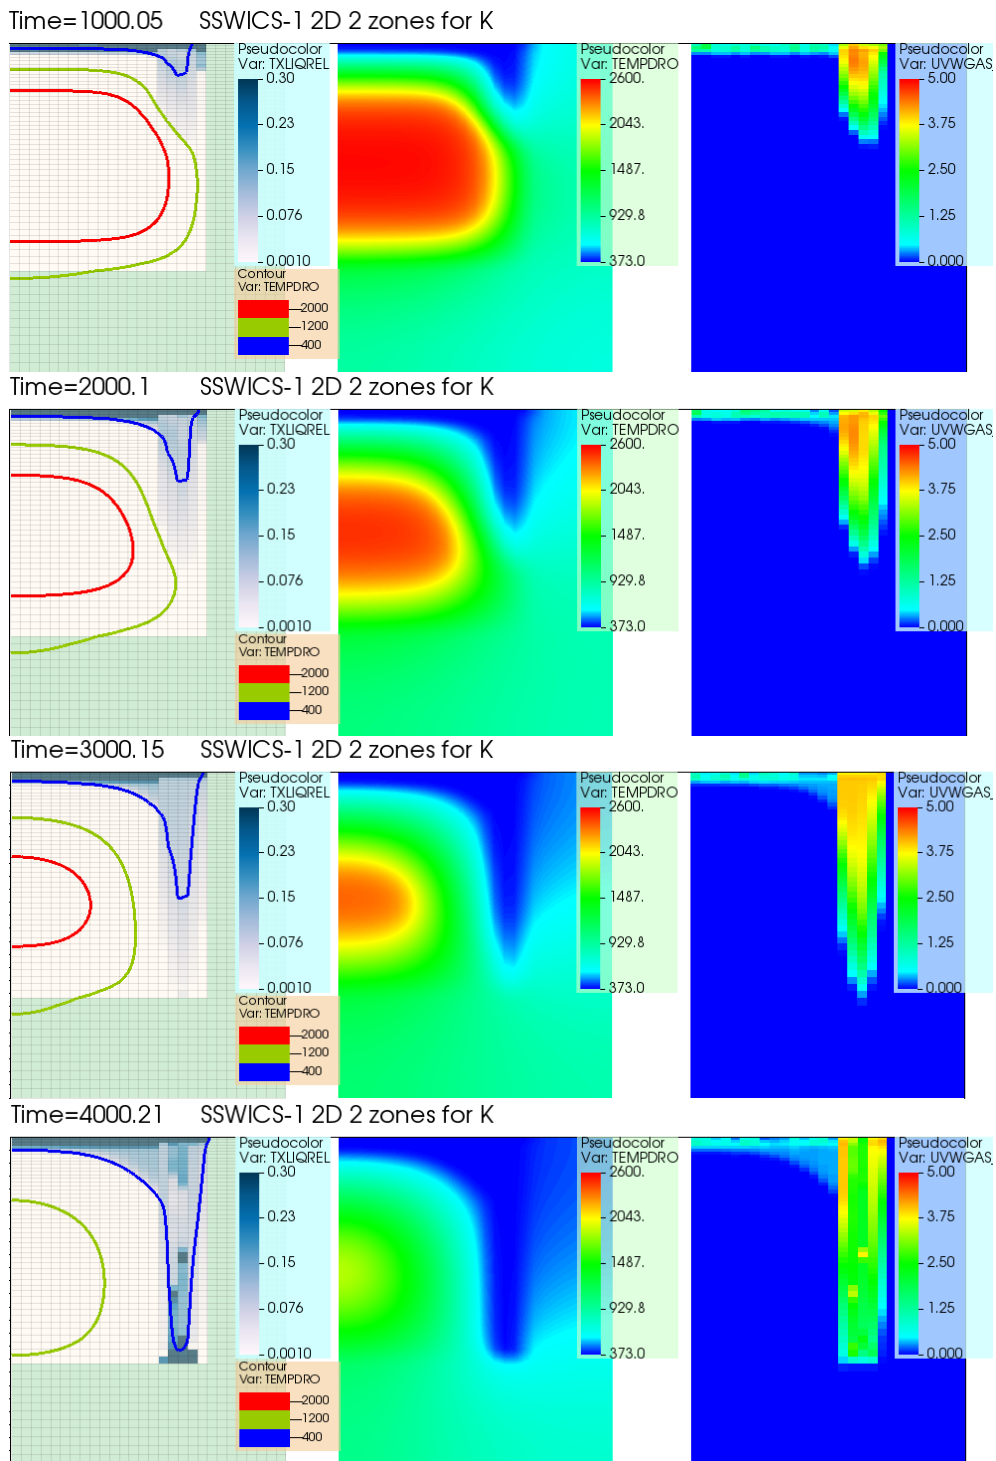 Time=1000.05 SSWICS-1 2D 2 zones for K
Pseudocolor
Var: TXLIQREL
0.30
0.23
0.15
0.076
0.0010
Contour
Var: TEMPDRO
2000
1200
400
Pseudocolor
Var: TEMPDRO
2600.
2043.
1487.
929.8
373.0
Pseudocolor
Var: UVWGAS_
5.00
3.75
2.50
1.25
0.000
Time=2000.1 SSWICS-1 2D 2 zones for K
Pseudocolor
Var: TXLIQREL
0.30
0.23
0.15
0.076
0.0010
Contour
Var: TEMPDRO
2000
1200
400
Pseudocolor
Var: TEMPDRO
2600.
2043.
1487.
929.8
373.0
Pseudocolor
Var: UVWGAS_
5.00
3.75
2.50
1.25
0.000
Time=3000.15 SSWICS-1 2D 2 zones for K
Pseudocolor
Var: TXLIQREL
0.30
0.23
0.15
0.076
0.0010
Contour
Var: TEMPDRO
2000
1200
400
Pseudocolor
Var: TEMPDRO
2600.
2043.
1487.
929.8
373.0
Pseudocolor
Var: UVWGAS_
5.00
3.75
2.50
1.25
0.000
Time=4000.21 SSWICS-1 2D 2 zones for K
Pseudocolor
Var: TXLIQREL
0.30
0.23
0.15
0.076
0.0010
Contour
Var: TEMPDRO
2000
1200
400
Pseudocolor
Var: TEMPDRO
2600.
2043.
1487.
929.8
373.0
Pseudocolor
Var: UVWGAS_
5.00
3.75
2.50
1.25
0.000